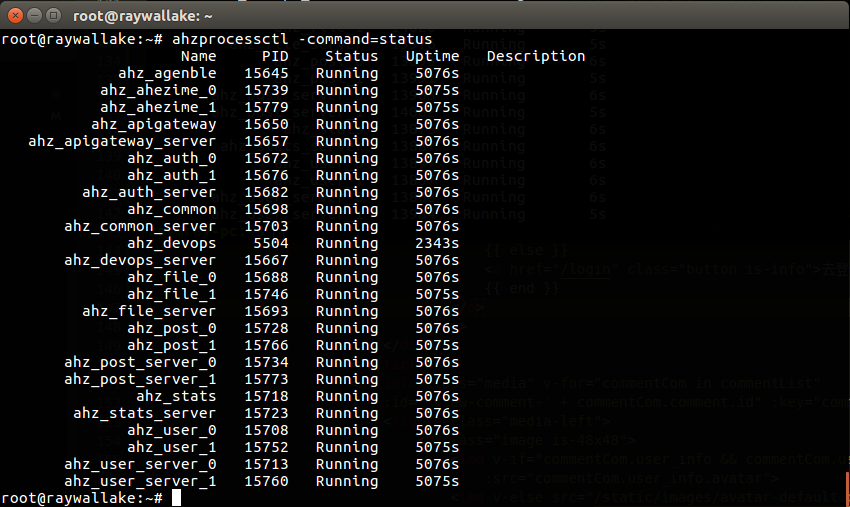 root@raywallake: ~
root@raywallake:~# ahzprocessctl -command=status
Name PID Status Uptime Description
ahz_agenble 15645 Running 5076s
ahz_ahezime_0 15739 Running 5075s
ahz_ahezime_1 15779 Running 5075s
ahz_apigateway 15650 Running 5076s
ahz_apigateway_server 15657 Running 5076s
ahz_auth_0 15672 Running 5076s
ahz_auth_1 15676 Running 5076s
ahz_auth_server 15682 Running 5076s
ahz_common 15698 Running 5076s
ahz_common_server 15703 Running 5076s
ahz_devops 5504 Running 2343s
ahz_devops_server 15667 Running 5076s
ahz_file_0 15688 Running 5076s
ahz_file_1 15746 Running 5075s
ahz_file_server 15693 Running 5076s
ahz_post_0 15728 Running 5076s
ahz_post_1 15766 Running 5075s
ahz_post_server_0 15734 Running 5076s
ahz_post_server_1 15773 Running 5075s
ahz_stats 15718 Running 5076s
ahz_stats_server 15723 Running 5076s
ahz_user_0 15708 Running 5076s
ahz_user_1 15752 Running 5075s
ahz_user_server_0 15713 Running 5076s
ahz_user_server_1 15760 Running 5075s
root@raywallake:~#